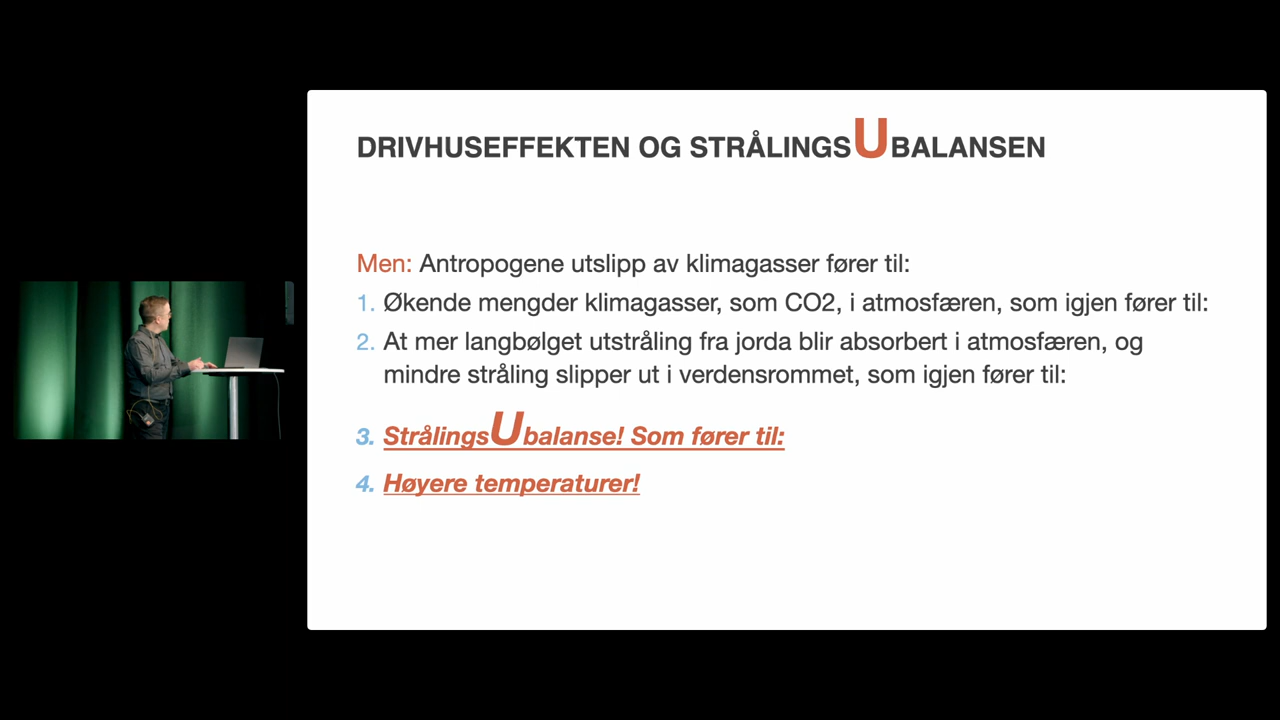 DRIVHUSEFFEKTEN OG STRÅLINGSUBALANSEN
Men: Antropogene utslipp av klimagasser fører til:
1. Økende mengder klimagasser, som CO2, i atmosfæren, som igjen fører til:
2. At mer langbølget utstråling fra jorda blir absorbert i atmosfæren, og
mindre stråling slipper ut i verdensrommet, som igjen fører til:
3. StrålingsUbalanse! Som fører til:
4. Høyere temperaturer!